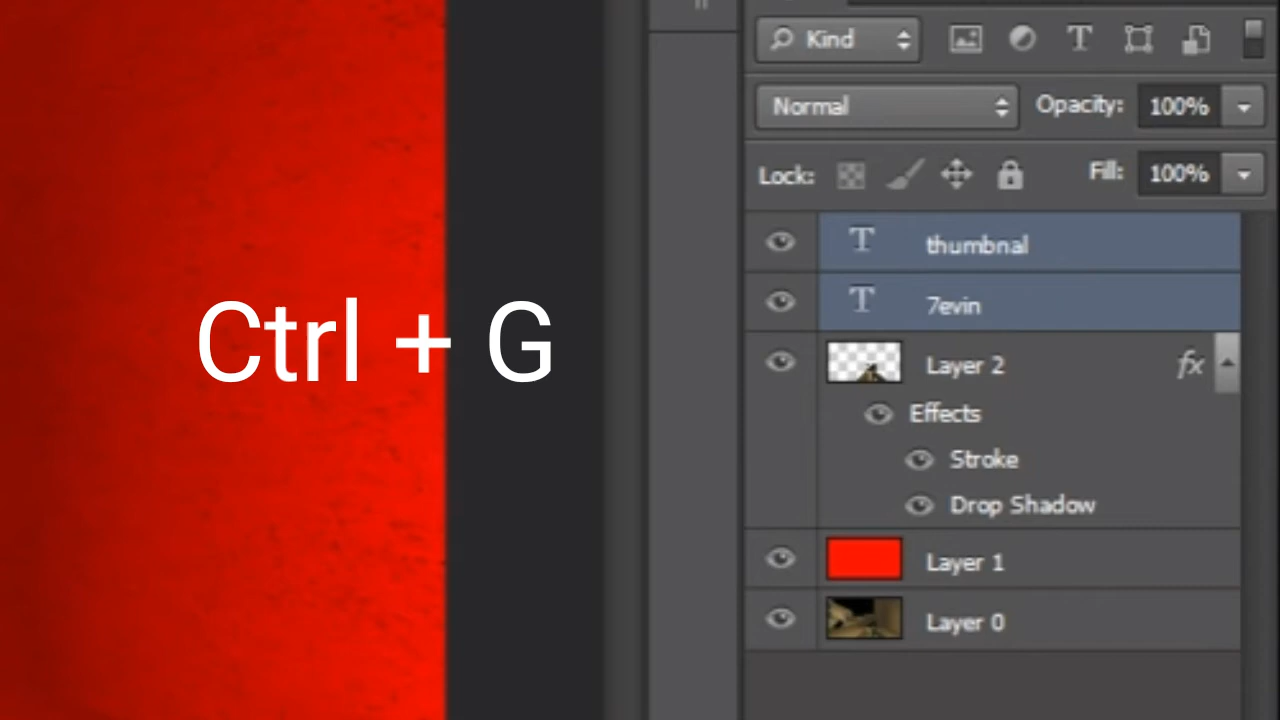 Kind
T
Normal
Opacity: 100%
Lock:
Fill: 100%
T thumbnal
T 7evin
Ctrl + G
Layer 2 fx
Effects
Stroke
Drop Shadow
Layer 1
Layer 0